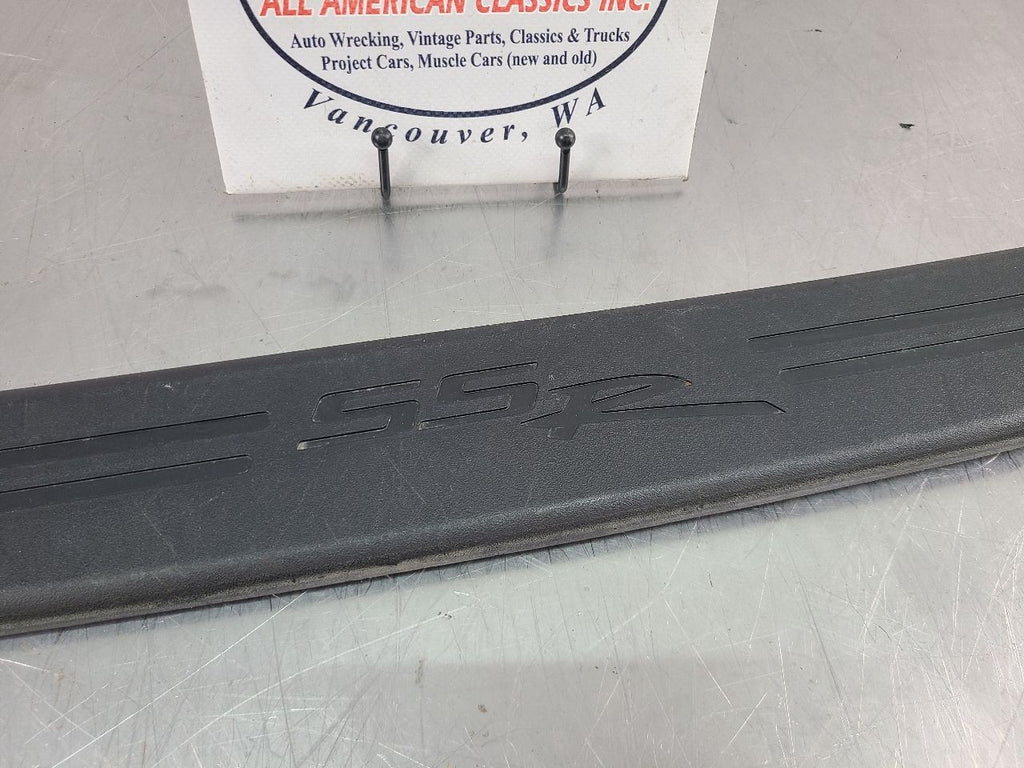 ALL AMERICAN CLASSICS INC.
Auto Wrecking, Vintage Parts, Classics & Trucks
Project Cars, Muscle Cars (new and old)
Vancouver, WA
SSR